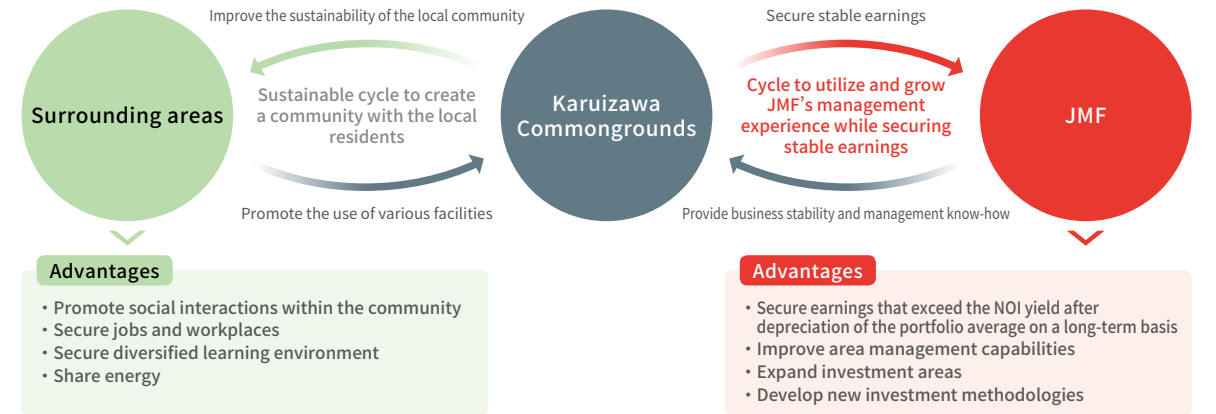 Improve the sustainability of the local community
Secure stable earnings
Surrounding areas
Sustainable cycle to create
a community with the local
residents
Karuizawa
Commongrounds
Cycle to utilize and grow
JMF's management
experience while securing
stable earnings
JMF
Promote the use of various facilities
Provide business stability and management know-how
Advantages
・Promote social interactions within the community
・Secure jobs and workplaces
・Secure diversified learning environment
・Share energy
Advantages
・Secure earnings that exceed the NOI yield after
depreciation of the portfolio average on a long-term basis
・Improve area management capabilities
・Expand investment areas
・Develop new investment methodologies